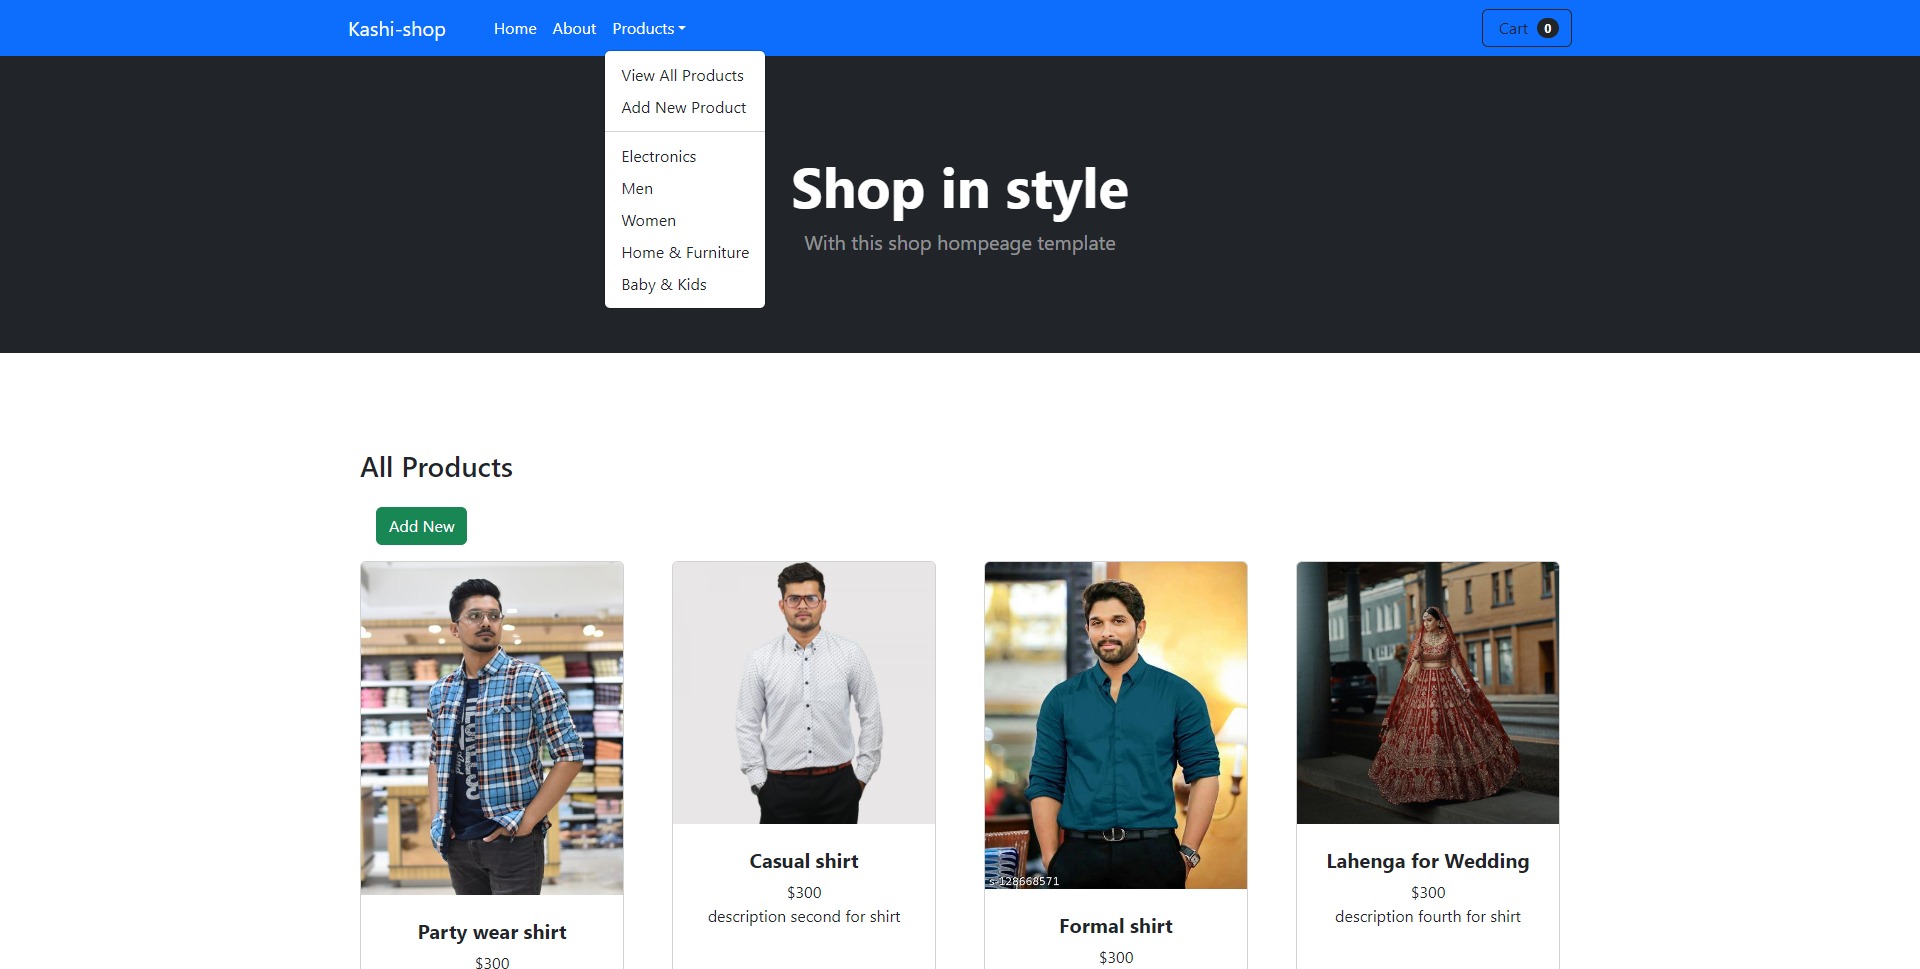 Kashi-shop Home About Products Cart 0
View All Products
Add New Product
Electronics
Men
Women
Home & Furniture
Baby & Kids
Shop in style
With this shop hompeage template
All Products
Add New
s-128668571
Party wear shirt
$300
Casual shirt
$300
description second for shirt
Formal shirt
$300
Lahenga for Wedding
$300
description fourth for shirt